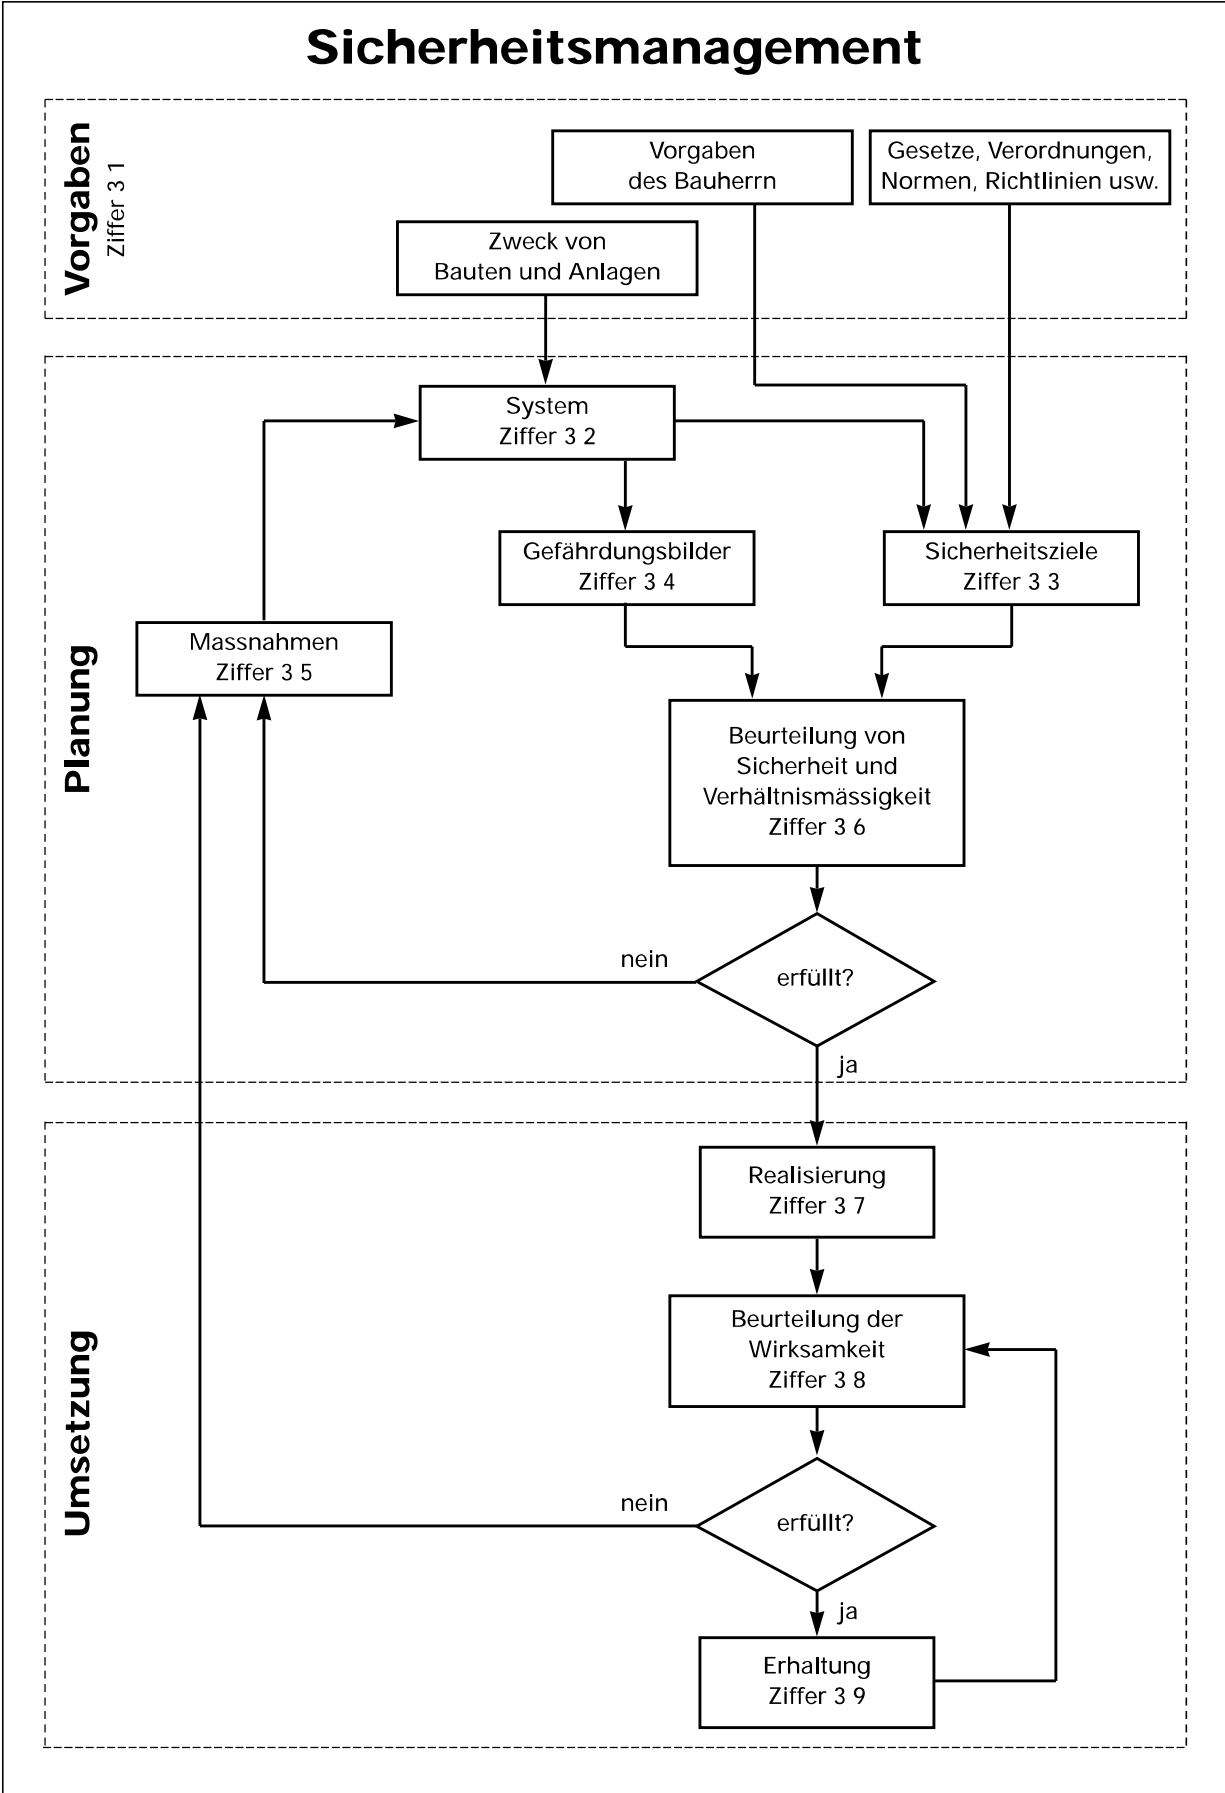 Sicherheitsmanagement
Vorgaben
Ziffer 3 1
Vorgaben
des Bauherrn
Gesetze, Verordnungen,
Normen, Richtlinien usw.
Zweck von
Bauten und Anlagen
Planung
System
Ziffer 3 2
Gefährdungsbilder
Ziffer 3 4
Sicherheitsziele
Ziffer 3 3
Massnahmen
Ziffer 3 5
Beurteilung von
Sicherheit und
Verhältnismässigkeit
Ziffer 3 6
nein
erfüllt?
ja
Umsetzung
Realisierung
Ziffer 3 7
Beurteilung der
Wirksamkeit
Ziffer 3 8
nein
erfüllt?
ja
Erhaltung
Ziffer 3 9